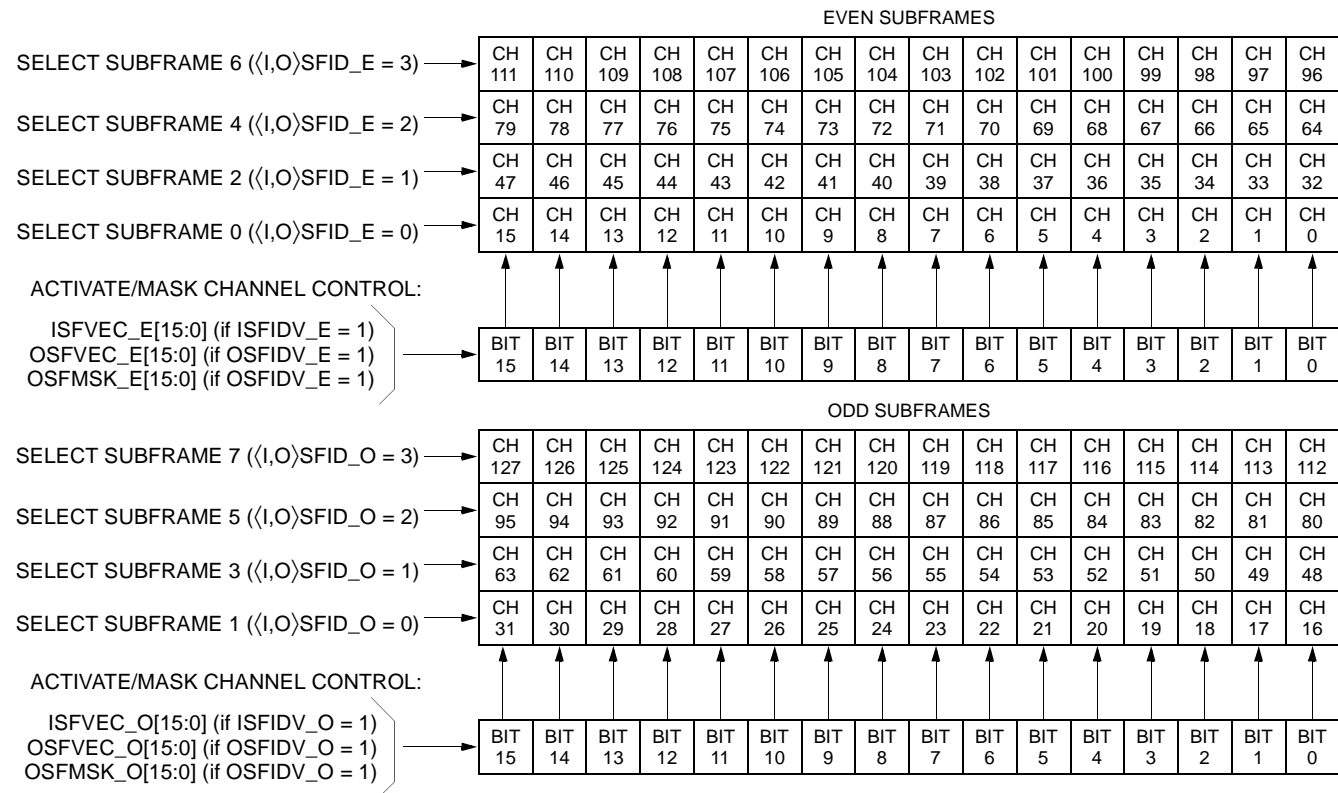 EVEN SUBFRAMES
SELECT SUBFRAME 6 (⟨I,O⟩SFID_E = 3)
CH 111 CH 110 CH 109 CH 108 CH 107 CH 106 CH 105 CH 104 CH 103 CH 102 CH 101 CH 100 CH 99 CH 98 CH 97 CH 96
SELECT SUBFRAME 4 (⟨I,O⟩SFID_E = 2)
CH 79 CH 78 CH 77 CH 76 CH 75 CH 74 CH 73 CH 72 CH 71 CH 70 CH 69 CH 68 CH 67 CH 66 CH 65 CH 64
SELECT SUBFRAME 2 (⟨I,O⟩SFID_E = 1)
CH 47 CH 46 CH 45 CH 44 CH 43 CH 42 CH 41 CH 40 CH 39 CH 38 CH 37 CH 36 CH 35 CH 34 CH 33 CH 32
SELECT SUBFRAME 0 (⟨I,O⟩SFID_E = 0)
CH 15 CH 14 CH 13 CH 12 CH 11 CH 10 CH 9 CH 8 CH 7 CH 6 CH 5 CH 4 CH 3 CH 2 CH 1 CH 0
ACTIVATE/MASK CHANNEL CONTROL:
ISFVEC_E[15:0] (if ISFIDV_E = 1)
OSFVEC_E[15:0] (if OSFIDV_E = 1)
OSFMSK_E[15:0] (if OSFIDV_E = 1)
BIT 15 BIT 14 BIT 13 BIT 12 BIT 11 BIT 10 BIT 9 BIT 8 BIT 7 BIT 6 BIT 5 BIT 4 BIT 3 BIT 2 BIT 1 BIT 0
ODD SUBFRAMES
SELECT SUBFRAME 7 (⟨I,O⟩SFID_O = 3)
CH 127 CH 126 CH 125 CH 124 CH 123 CH 122 CH 121 CH 120 CH 119 CH 118 CH 117 CH 116 CH 115 CH 114 CH 113 CH 112
SELECT SUBFRAME 5 (⟨I,O⟩SFID_O = 2)
CH 95 CH 94 CH 93 CH 92 CH 91 CH 90 CH 89 CH 88 CH 87 CH 86 CH 85 CH 84 CH 83 CH 82 CH 81 CH 80
SELECT SUBFRAME 3 (⟨I,O⟩SFID_O = 1)
CH 63 CH 62 CH 61 CH 60 CH 59 CH 58 CH 57 CH 56 CH 55 CH 54 CH 53 CH 52 CH 51 CH 50 CH 49 CH 48
SELECT SUBFRAME 1 (⟨I,O⟩SFID_O = 0)
CH 31 CH 30 CH 29 CH 28 CH 27 CH 26 CH 25 CH 24 CH 23 CH 22 CH 21 CH 20 CH 19 CH 18 CH 17 CH 16
ACTIVATE/MASK CHANNEL CONTROL:
ISFVEC_O[15:0] (if ISFIDV_O = 1)
OSFVEC_O[15:0] (if OSFIDV_O = 1)
OSFMSK_O[15:0] (if OSFIDV_O = 1)
BIT 15 BIT 14 BIT 13 BIT 12 BIT 11 BIT 10 BIT 9 BIT 8 BIT 7 BIT 6 BIT 5 BIT 4 BIT 3 BIT 2 BIT 1 BIT 0